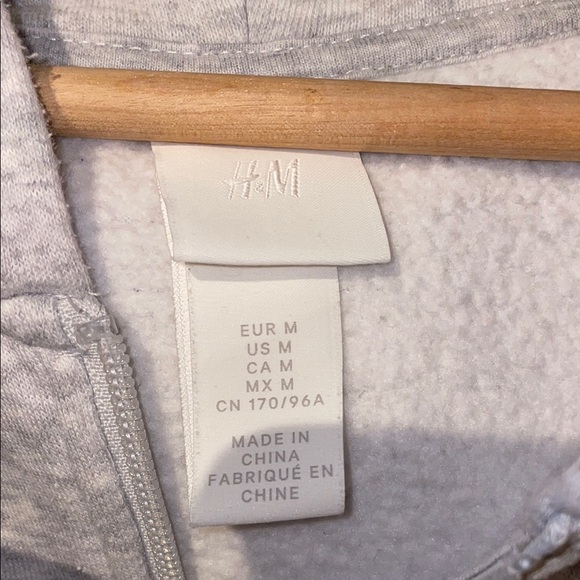 H&M
EUR M
US M
CA M
MX M
CN 170/96A
MADE IN
CHINA
FABRIQUÉ EN
CHINE